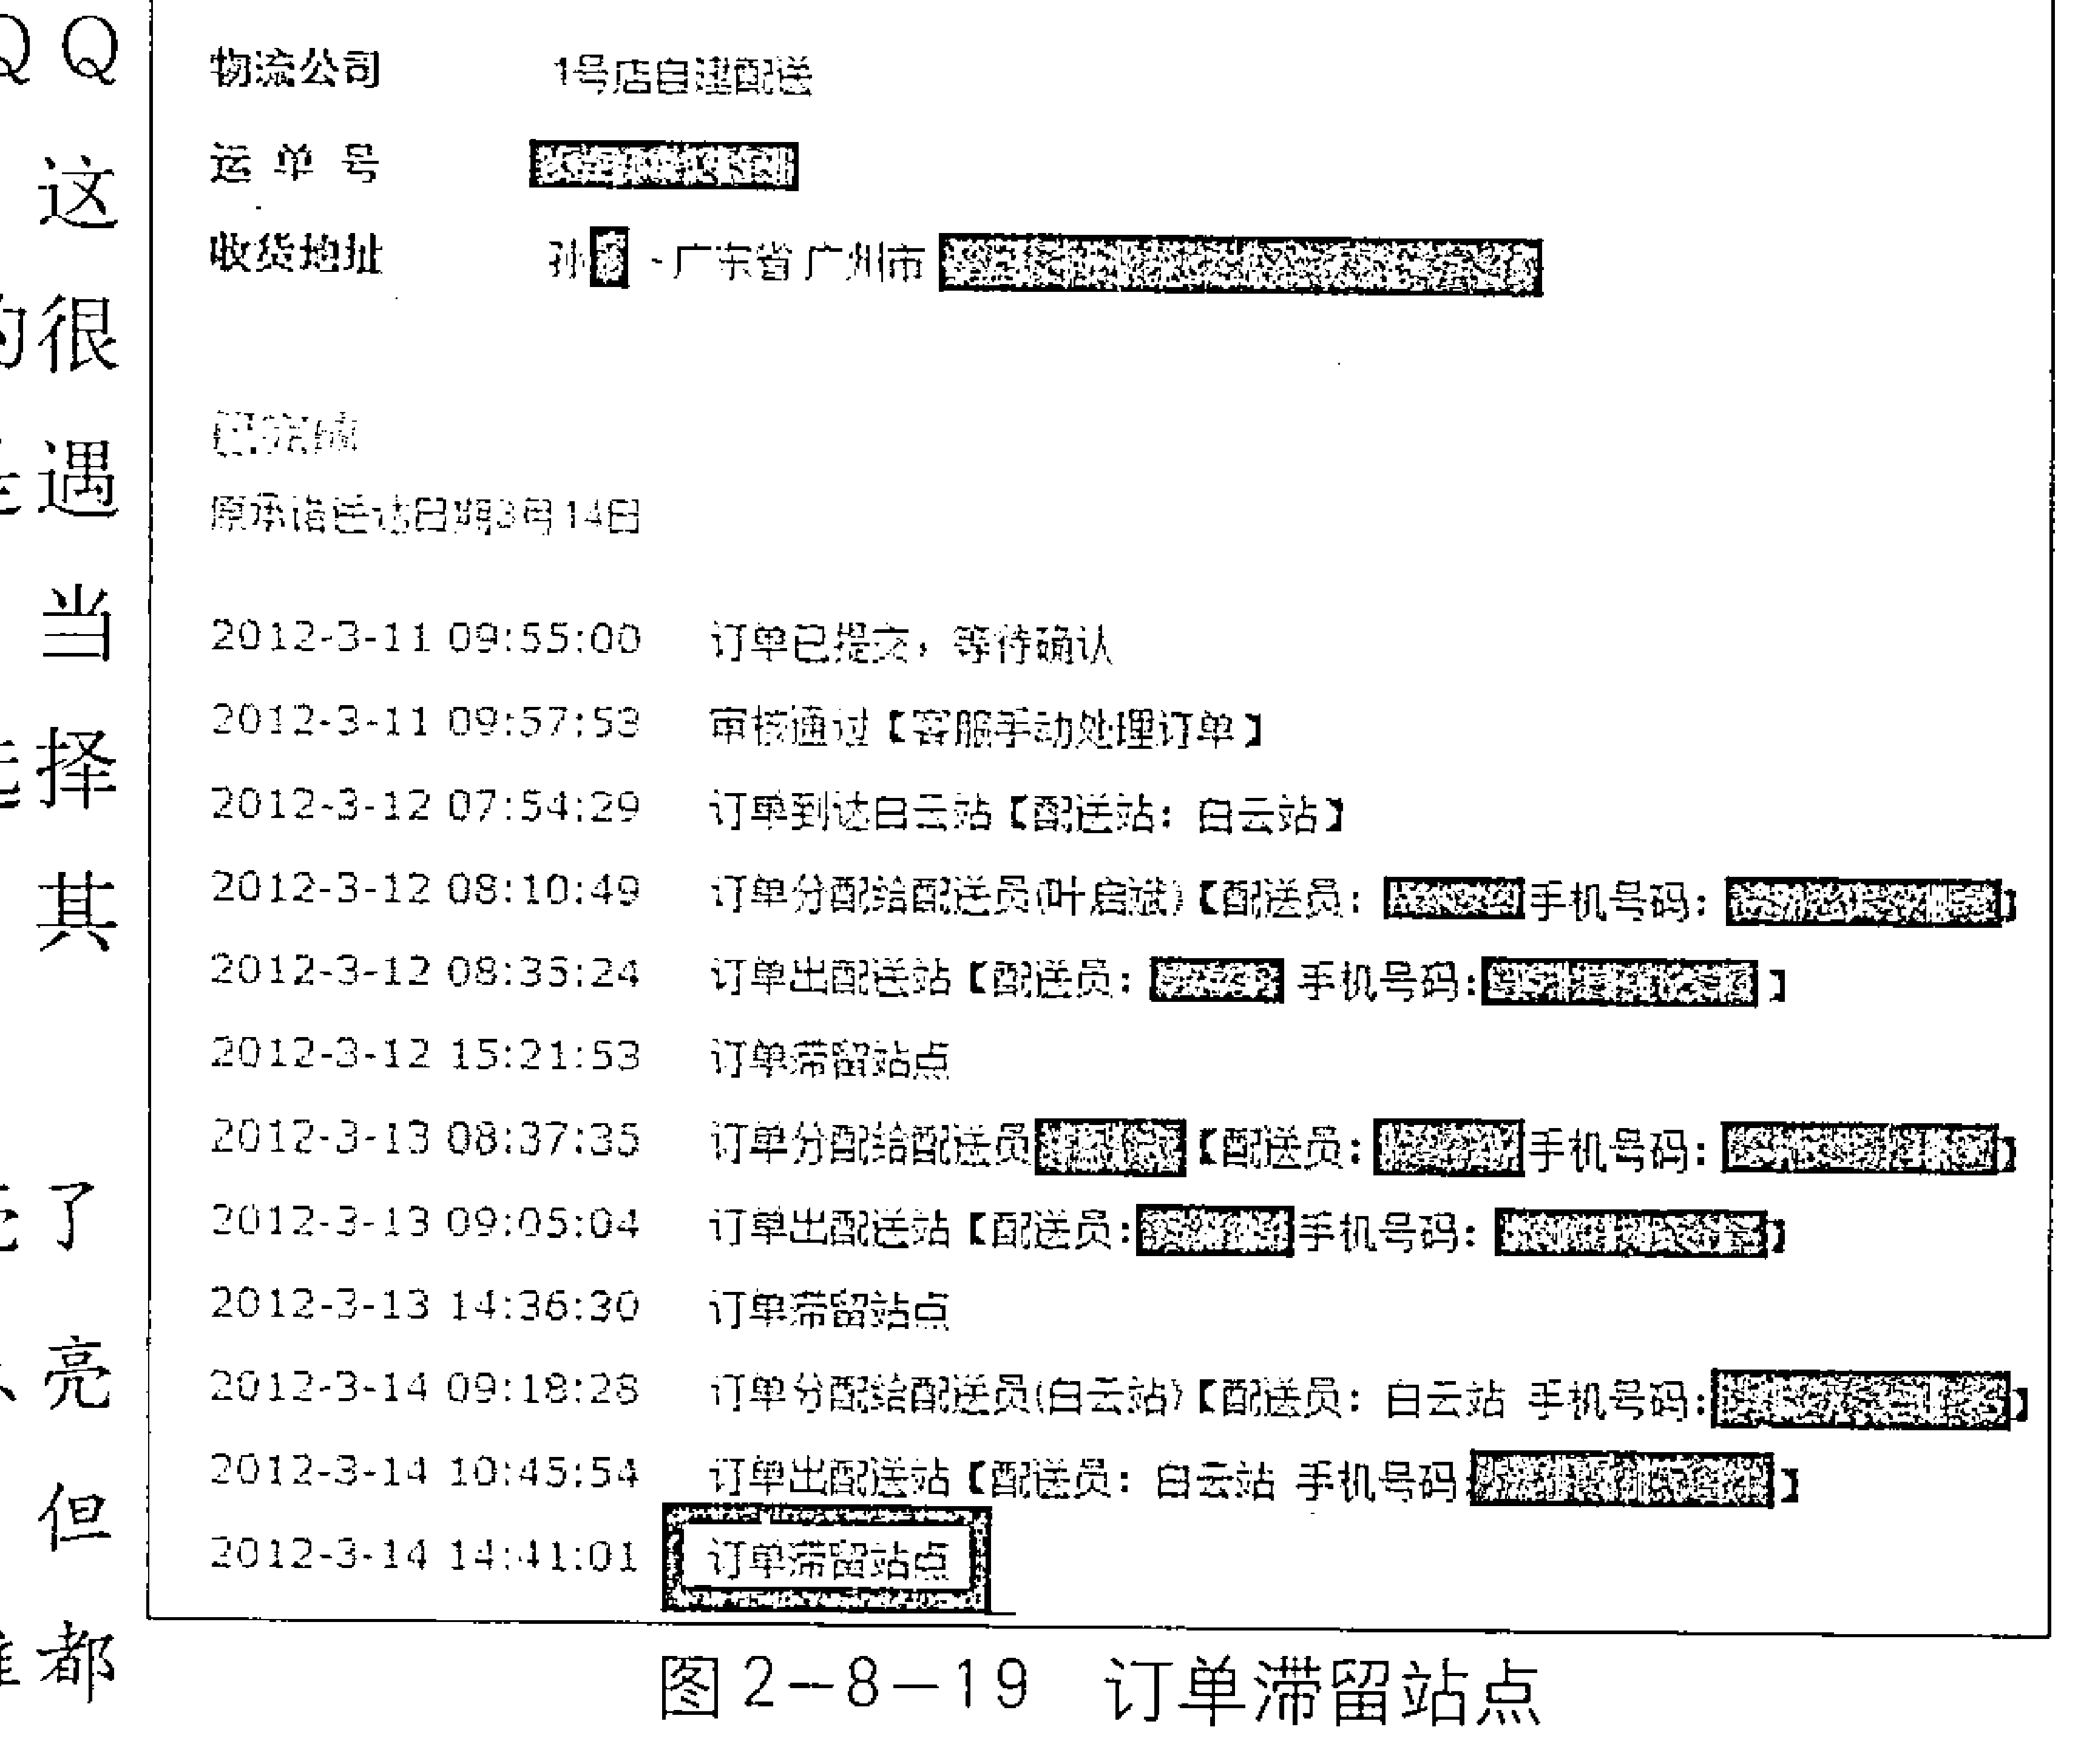 QQ
这
的很
遇
当
择
其
了
亮
但
都
物流公司 1号店自建配送
运单号
收货地址 孙 - 广东省 广州市
已完成
原承诺送达日期3月14日
2012-3-11 09:55:00 订单已提交，等待确认
2012-3-11 09:57:53 审核通过【客服手动处理订单】
2012-3-12 07:54:29 订单到达白云站【配送站：白云站】
2012-3-12 08:10:49 订单分配给配送员(叶启斌)【配送员： 手机号码： 】
2012-3-12 08:35:24 订单出配送站【配送员： 手机号码: 】
2012-3-12 15:21:53 订单滞留站点
2012-3-13 08:37:35 订单分配给配送员 【配送员： 手机号码： 】
2012-3-13 09:05:04 订单出配送站【配送员: 手机号码： 】
2012-3-13 14:36:30 订单滞留站点
2012-3-14 09:18:28 订单分配给配送员(白云站)【配送员：白云站 手机号码: 】
2012-3-14 10:45:54 订单出配送站【配送员：白云站 手机号码 】
2012-3-14 14:41:01 订单滞留站点
图2-8-19 订单滞留站点